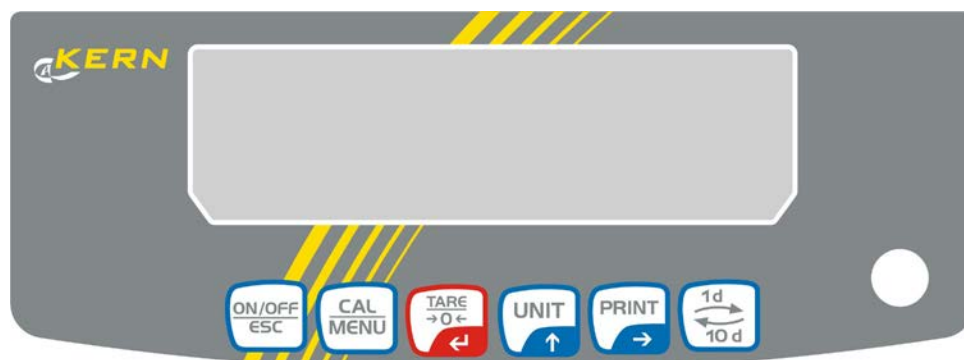 KERN
ON/OFF
ESC
CAL
MENU
TARE
→0←
UNIT
PRINT
1d
10 d